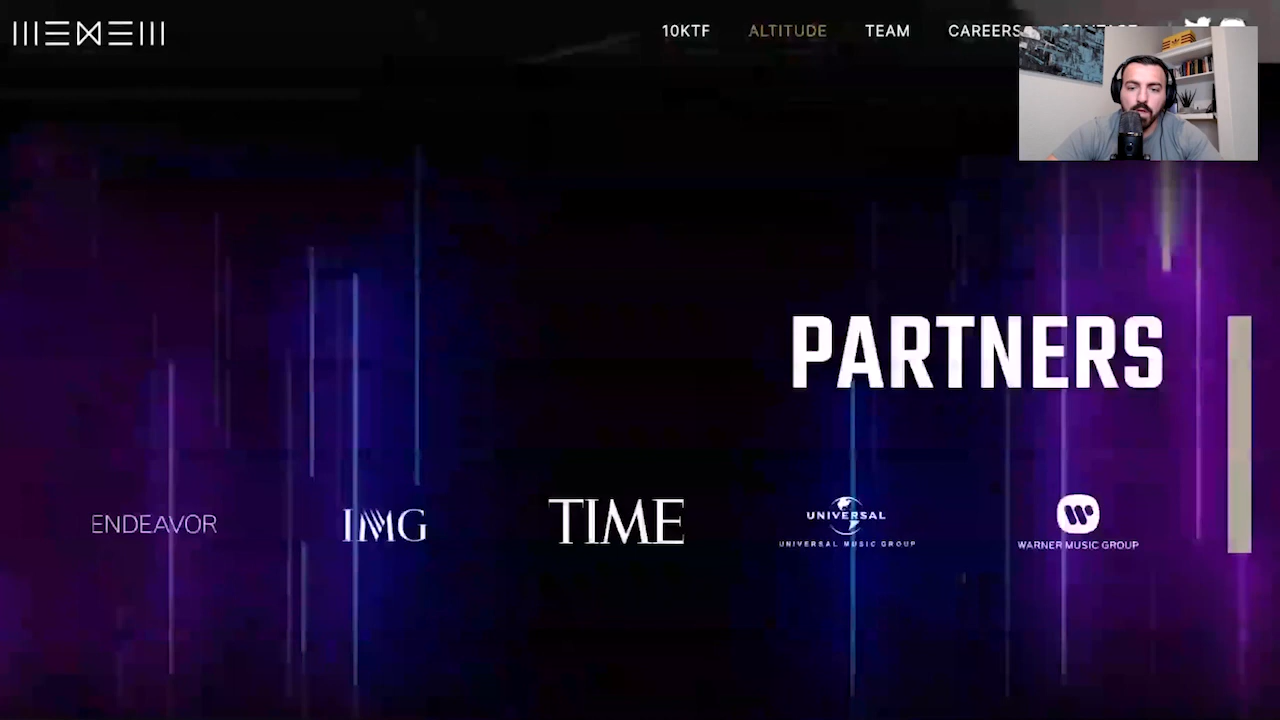 10KTF ALTITUDE TEAM CAREERS
PARTNERS
ENDEAVOR
IMG
TIME
UNIVERSAL
UNIVERSAL MUSIC GROUP
WARNER MUSIC GROUP